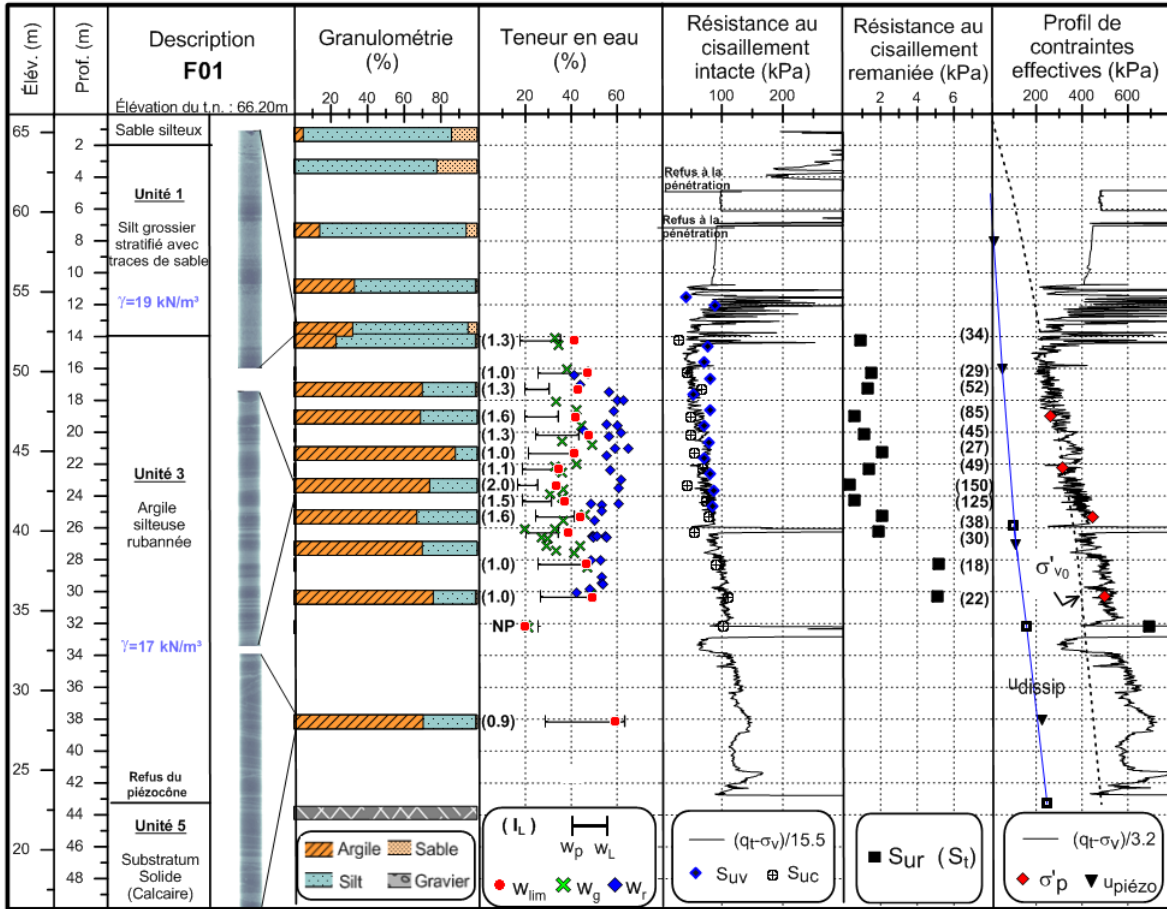 Élév. (m)
Prof. (m)
Description
F01
Élévation du t.n. : 66.20m
Granulométrie
(%)
20 40 60 80
Teneur en eau
(%)
20 40 60 80
Résistance au
cisaillement
intacte (kPa)
100 200
Résistance au
cisaillement
remaniée (kPa)
2 4 6
Profil de
contraintes
effectives (kPa)
200 400 600
65
60
55
50
45
40
35
30
25
20
2
4
6
8
10
12
14
16
18
20
22
24
26
28
30
32
34
36
38
40
42
44
46
48
Sable silteux
Unité 1
Silt grossier
stratifié avec
traces de sable
γ=19 kN/m³
Unité 3
Argile
silteuse
rubannée
γ=17 kN/m³
Refus du
piézocône
Unité 5
Substratum
Solide
(Calcaire)
Argile
Sable
Silt
Gravier
(1.3)
(1.0)
(1.3)
(1.6)
(1.3)
(1.0)
(1.1)
(2.0)
(1.5)
(1.6)
(1.0)
(1.0)
NP
(0.9)
(IL)
wp wL
wlim wg wr
Refus à la
pénétration
Refus à la
pénétration
(qt-σv)/15.5
Suv Suc
(34)
(29)
(52)
(85)
(45)
(27)
(49)
(150)
(125)
(38)
(30)
(18)
(22)
Sur (St)
σ'v0
udissip
(qt-σv)/3.2
σ'p upiézo